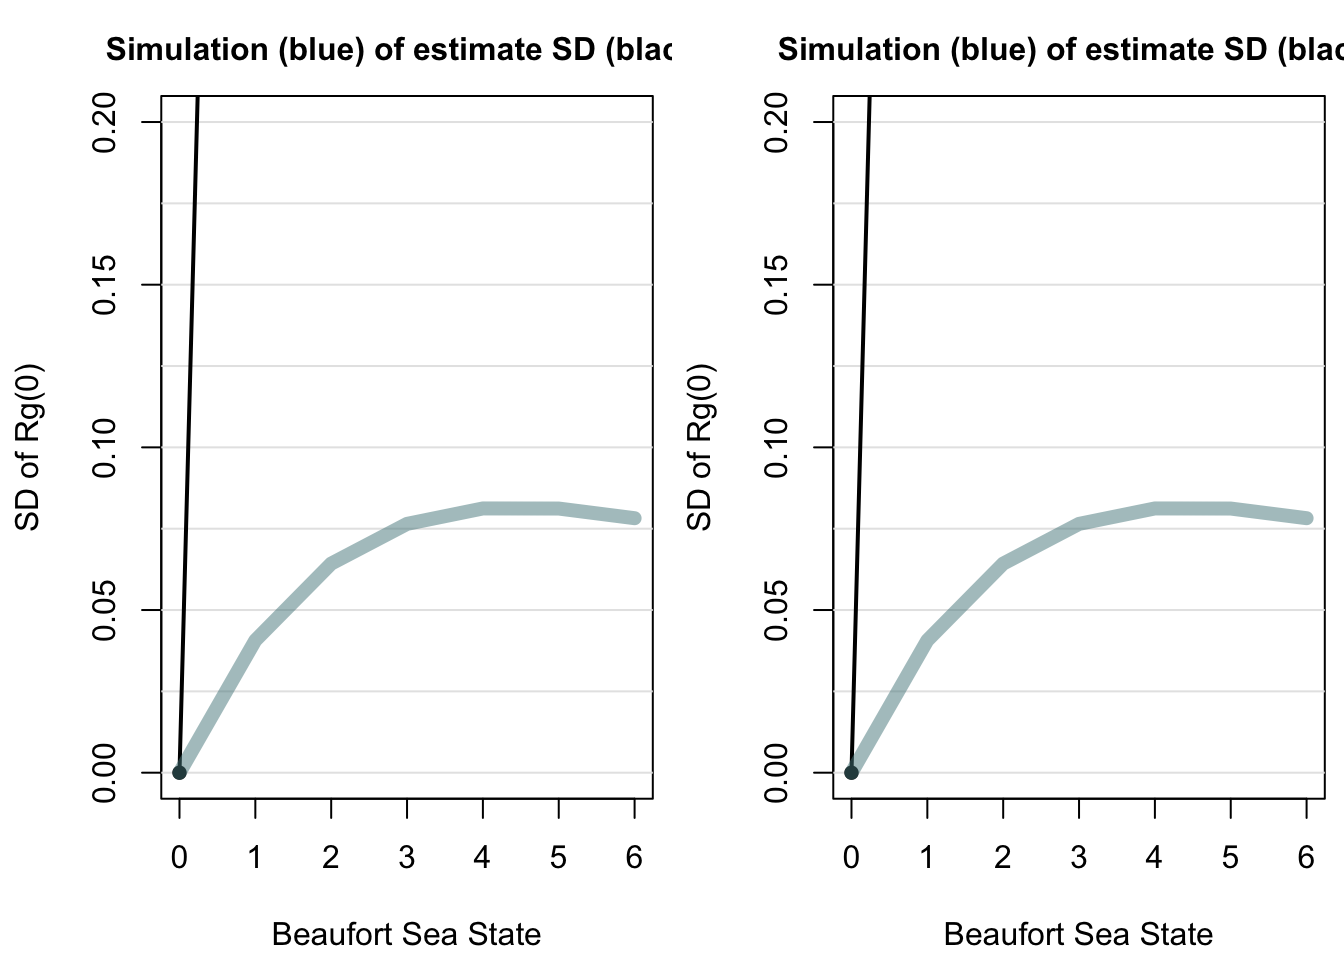 Simulation (blue) of estimate SD (blac
SD of Rg(0)
0.20
0.15
0.10
0.05
0.00
0 1 2 3 4 5 6
Beaufort Sea State
Simulation (blue) of estimate SD (blac
SD of Rg(0)
0.20
0.15
0.10
0.05
0.00
0 1 2 3 4 5 6
Beaufort Sea State